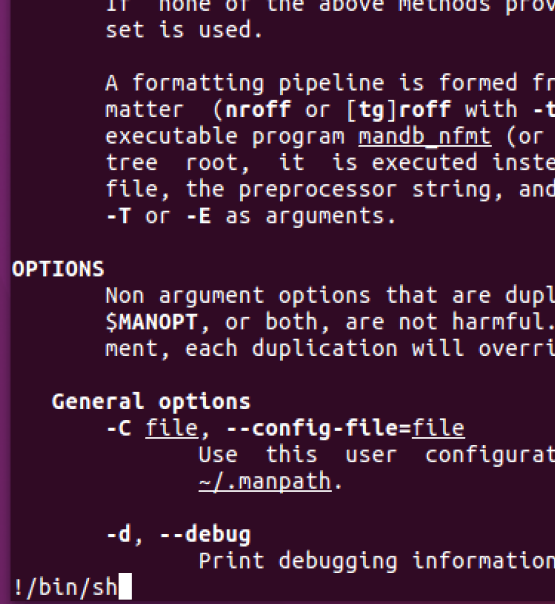 If none of the above methods prov
set is used.
A formatting pipeline is formed fr
matter (nroff or [tg]roff with -t
executable program mandb_nfmt (or
tree root, it is executed inste
file, the preprocessor string, and
-T or -E as arguments.
OPTIONS
Non argument options that are dupl
$MANOPT, or both, are not harmful.
ment, each duplication will overri
General options
-C file, --config-file=file
Use this user configurat
~/.manpath.
-d, --debug
Print debugging information
!/bin/sh